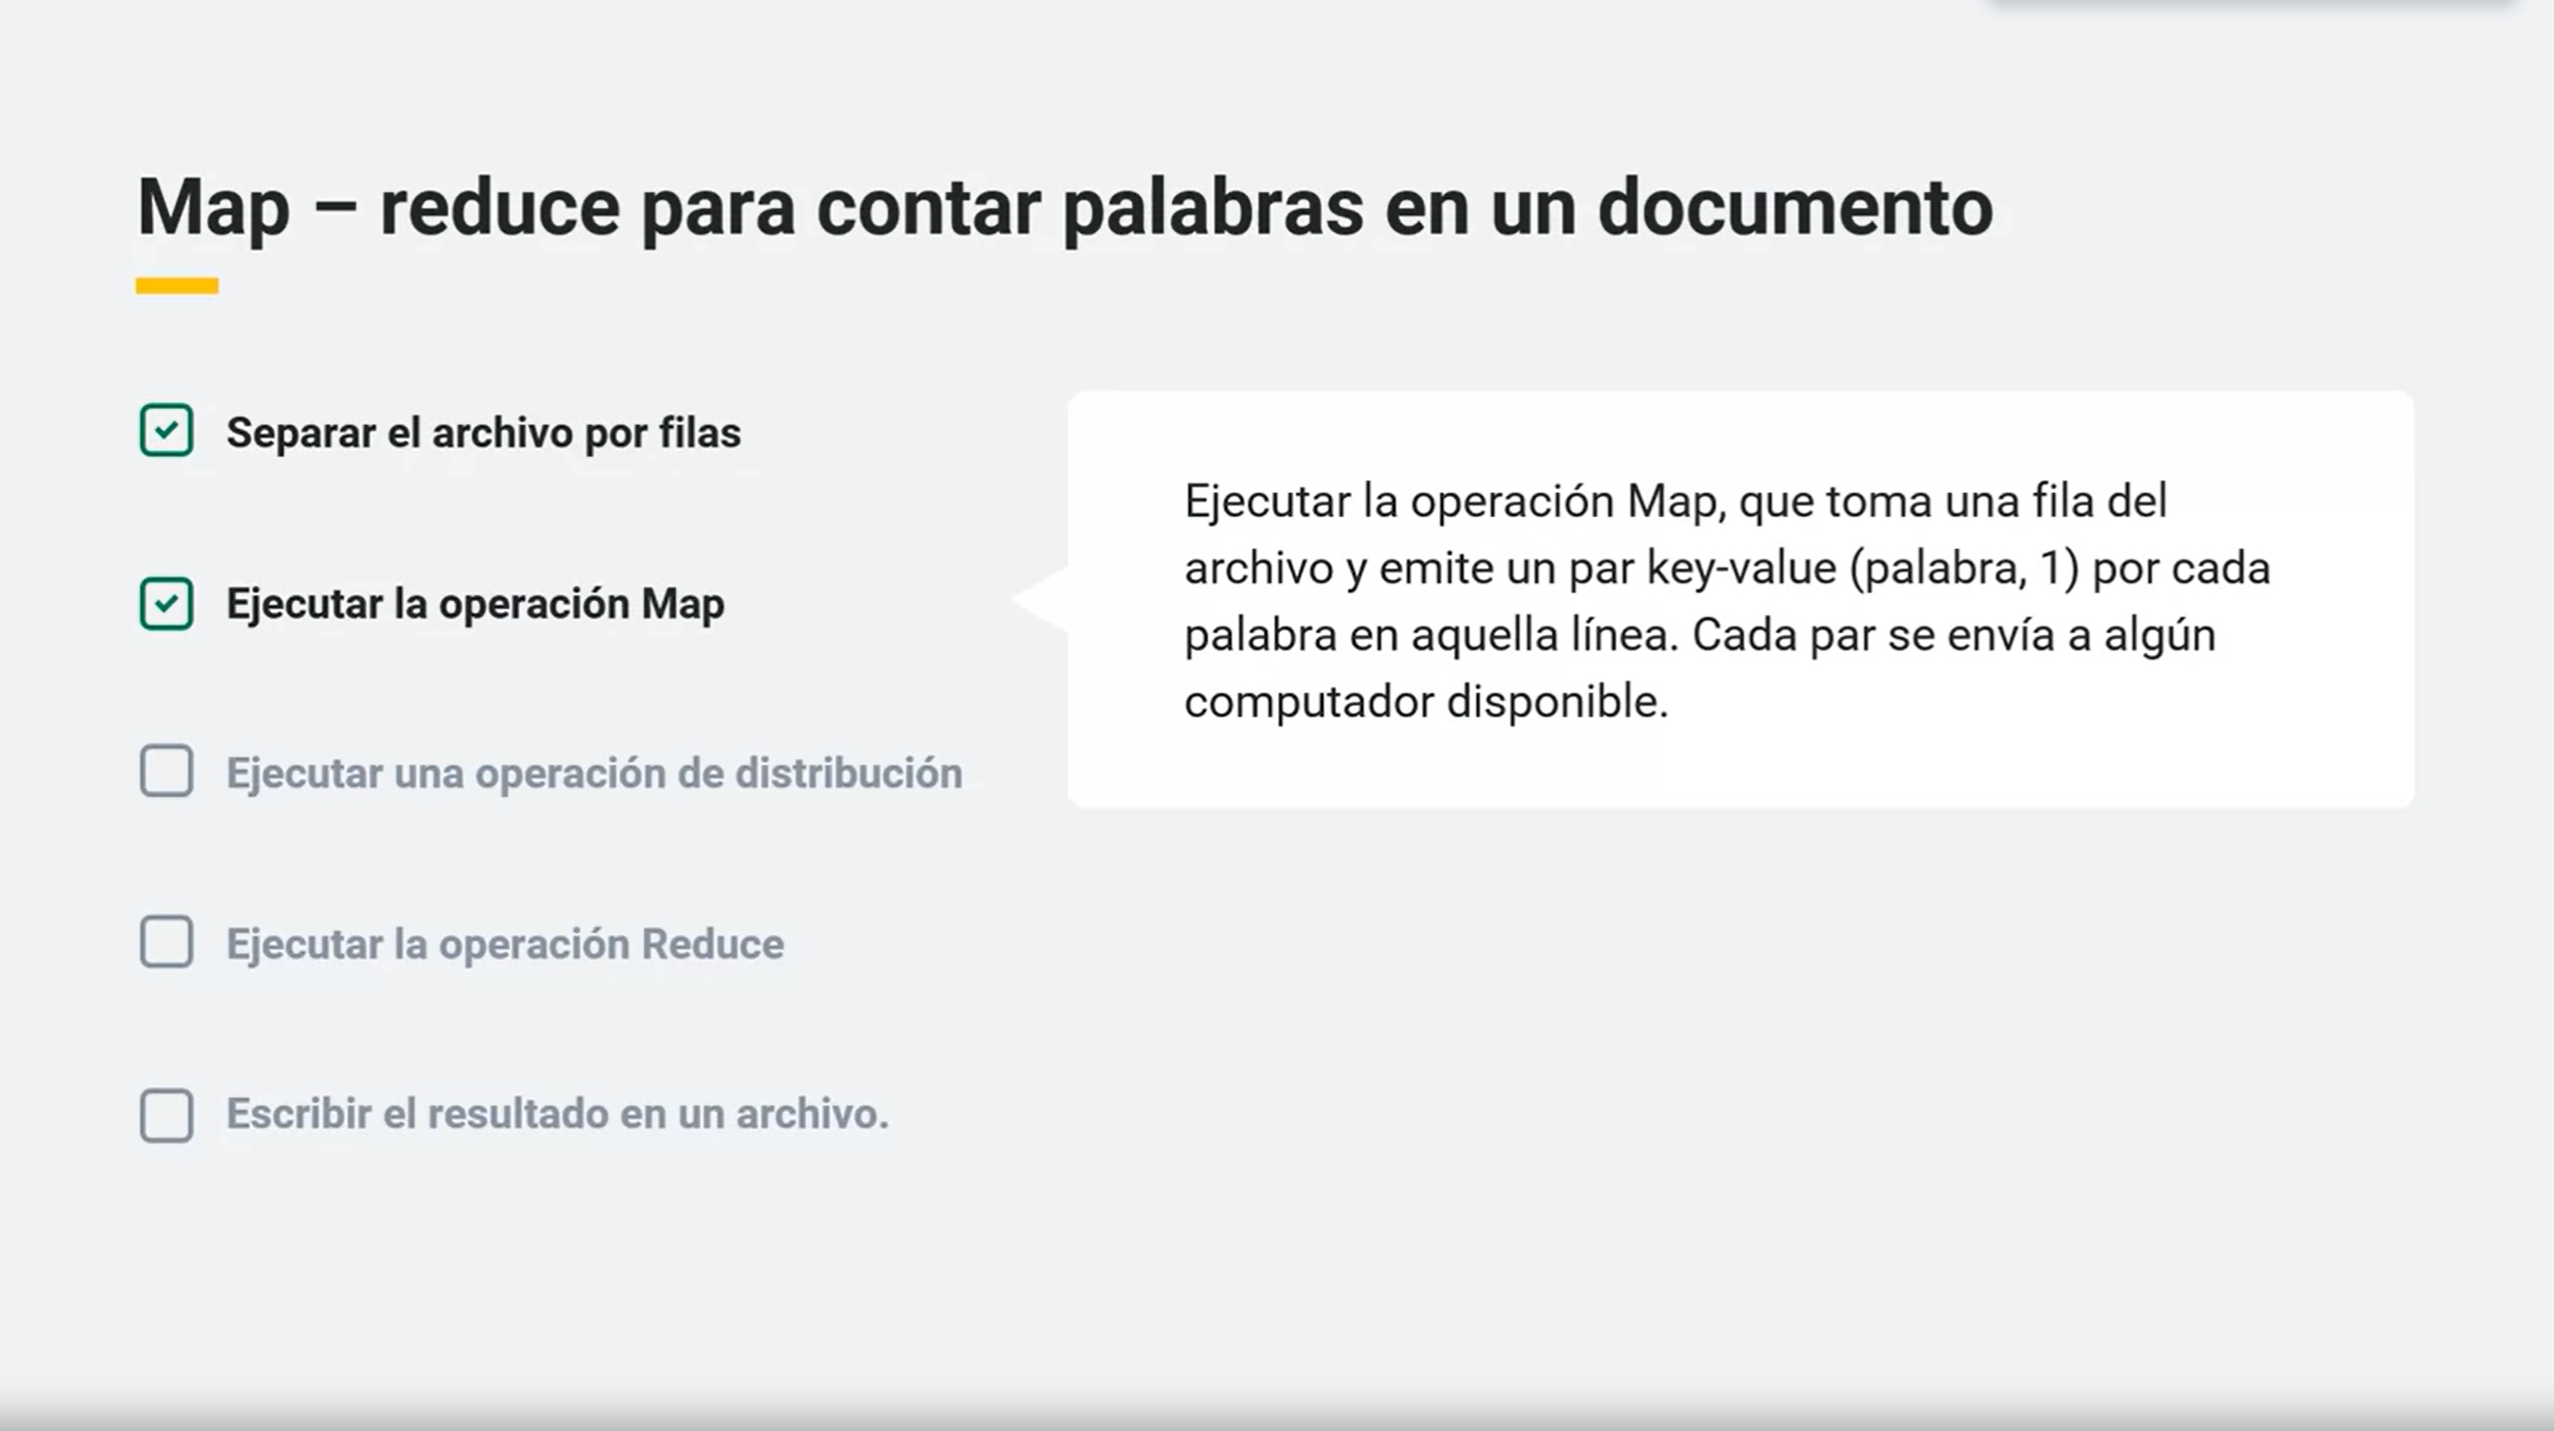 Map – reduce para contar palabras en un documento
Separar el archivo por filas
Ejecutar la operación Map
Ejecutar una operación de distribución
Ejecutar la operación Reduce
Escribir el resultado en un archivo.
Ejecutar la operación Map, que toma una fila del
archivo y emite un par key-value (palabra, 1) por cada
palabra en aquella línea. Cada par se envía a algún
computador disponible.